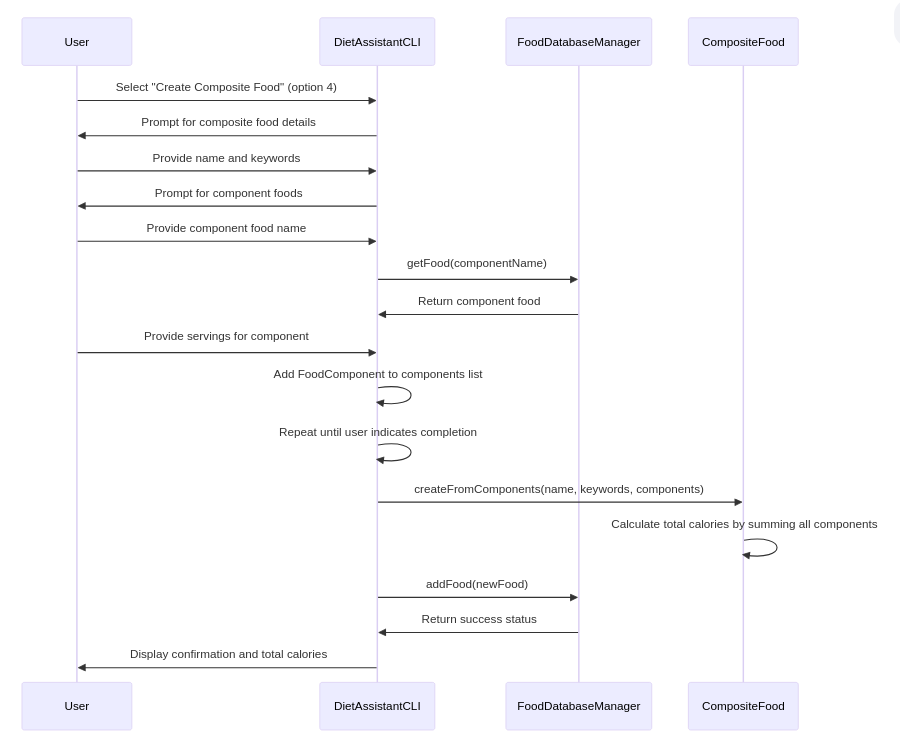 User
DietAssistantCLI
FoodDatabaseManager
CompositeFood
Select "Create Composite Food" (option 4)
Prompt for composite food details
Provide name and keywords
Prompt for component foods
Provide component food name
getFood(componentName)
Return component food
Provide servings for component
Add FoodComponent to components list
Repeat until user indicates completion
createFromComponents(name, keywords, components)
Calculate total calories by summing all components
addFood(newFood)
Return success status
Display confirmation and total calories
User
DietAssistantCLI
FoodDatabaseManager
CompositeFood